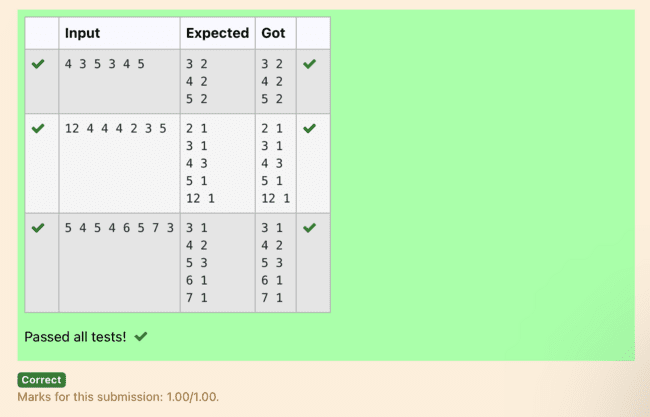 Input Expected Got
4 3 5 3 4 5 3 2 3 2
4 2 4 2
5 2 5 2
12 4 4 4 2 3 5 2 1 2 1
3 1 3 1
4 3 4 3
5 1 5 1
12 1 12 1
5 4 5 4 6 5 7 3 3 1 3 1
4 2 4 2
5 3 5 3
6 1 6 1
7 1 7 1
Passed all tests!
Correct
Marks for this submission: 1.00/1.00.